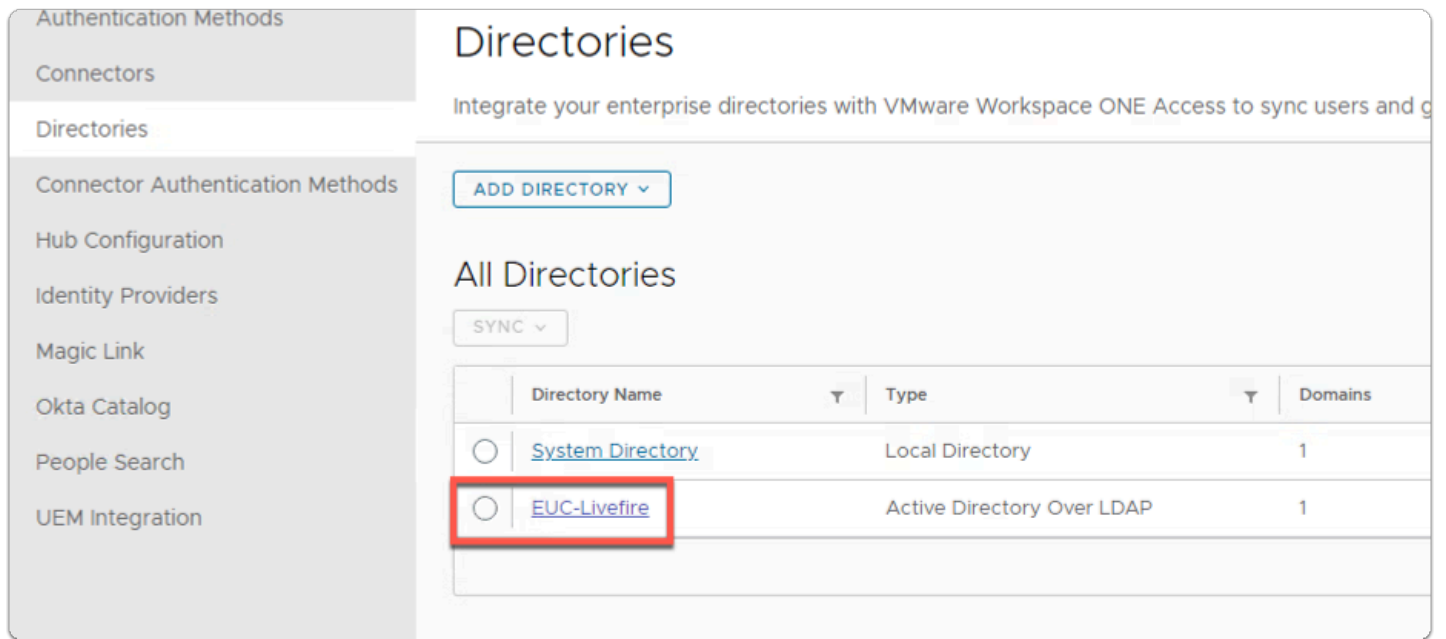 Authentication Methods
Connectors
Directories
Connector Authentication Methods
Hub Configuration
Identity Providers
Magic Link
Okta Catalog
People Search
UEM Integration
Directories
Integrate your enterprise directories with VMware Workspace ONE Access to sync users and g
ADD DIRECTORY
All Directories
SYNC
Directory Name Type Domains
System Directory Local Directory 1
EUC-Livefire Active Directory Over LDAP 1